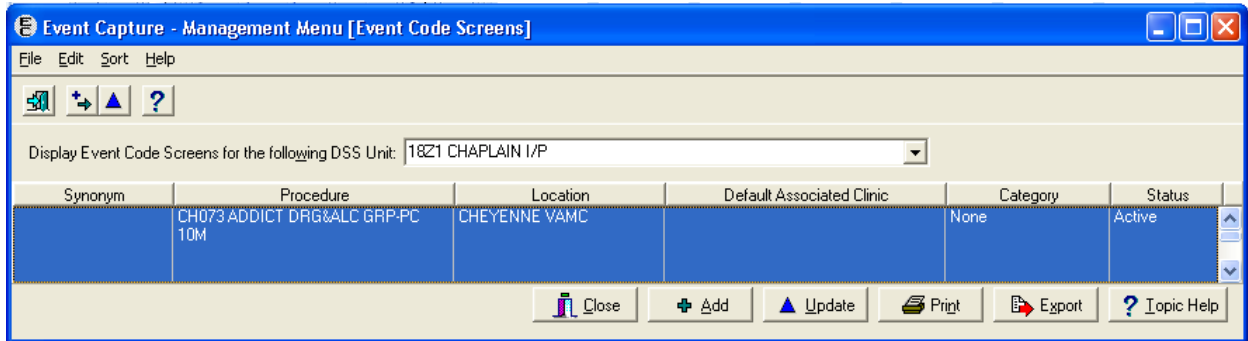 Event Capture - Management Menu [Event Code Screens]
File Edit Sort Help
Display Event Code Screens for the following DSS Unit: 18Z1 CHAPLAIN I/P
Synonym Procedure Location Default Associated Clinic Category Status
CH073 ADDICT DRG&ALC GRP-PC CHEYENNE VAMC None Active
10M
Close Add Update Print Export ? Topic Help